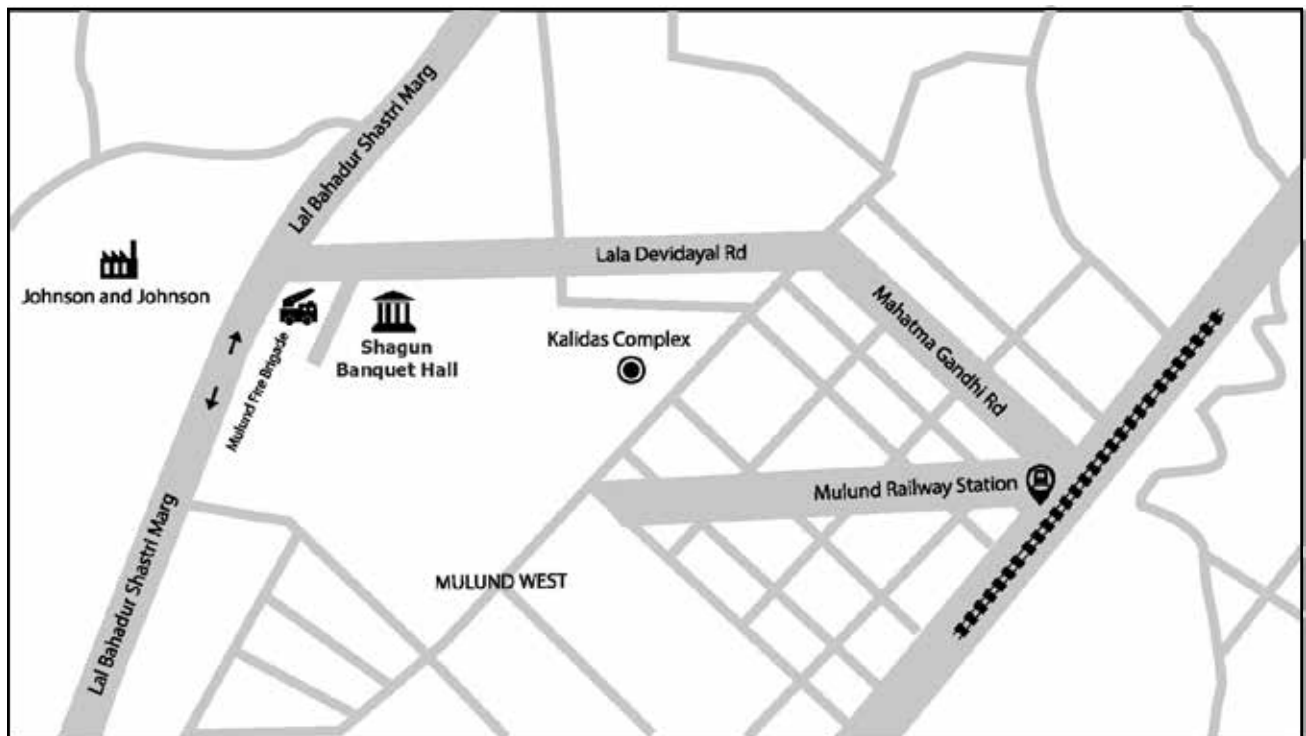 Lal Bahadur Shastri Marg
Lala Devidayal Rd
Johnson and Johnson
Mahatma Gandhi Rd
Mulund Fire Brigade
Shagun
Banquet Hall
Kalidas Complex
Mulund Railway Station
Lal Bahadur Shastri Marg
MULUND WEST